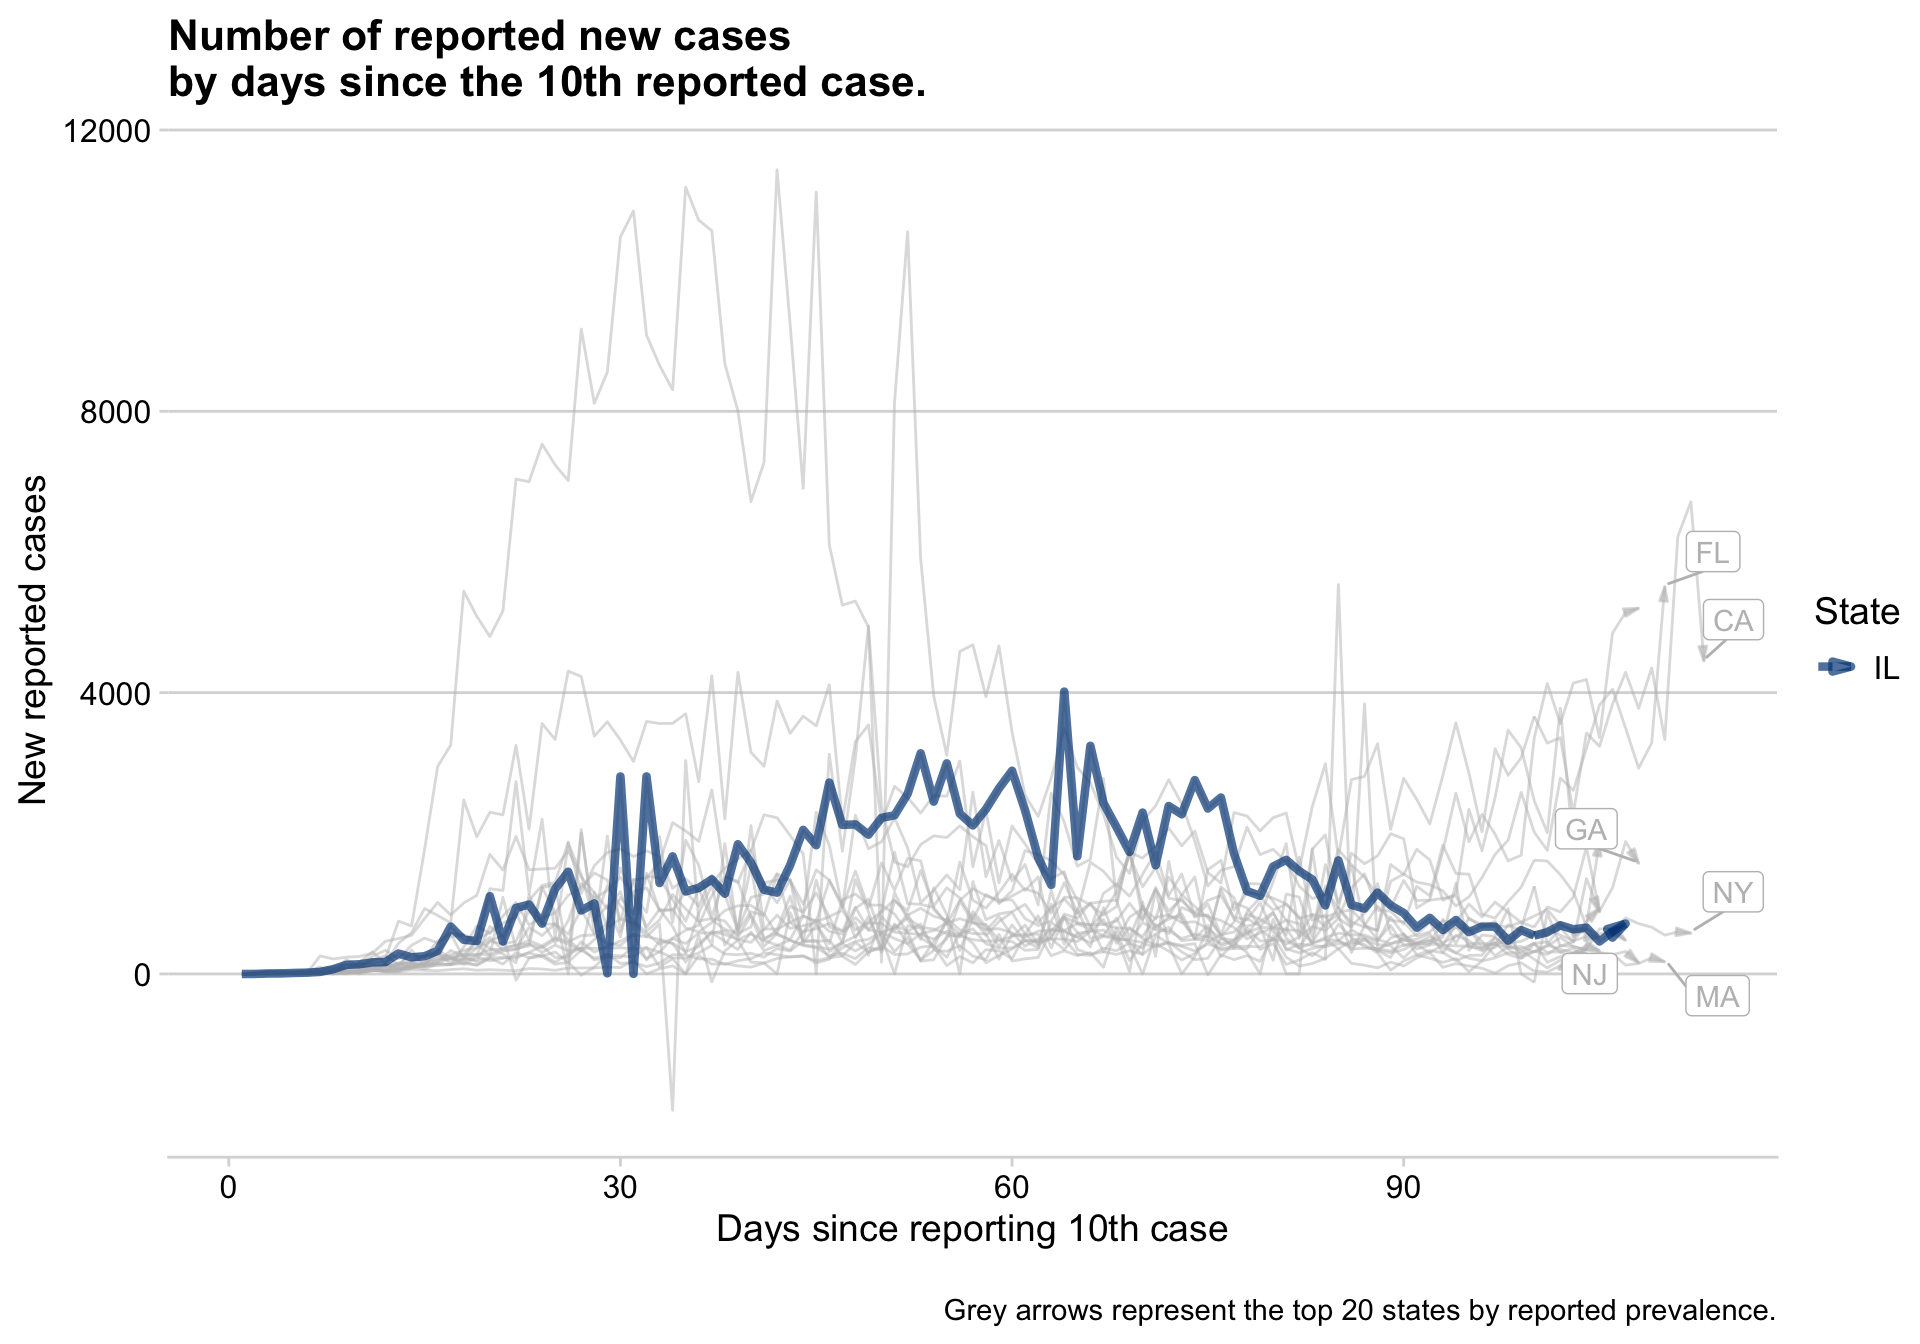 Number of reported new cases
by days since the 10th reported case.
12000
8000
4000
0
New reported cases
FL
CA
GA
NY
NJ
MA
State
IL
0
30
60
90
Days since reporting 10th case
Grey arrows represent the top 20 states by reported prevalence.